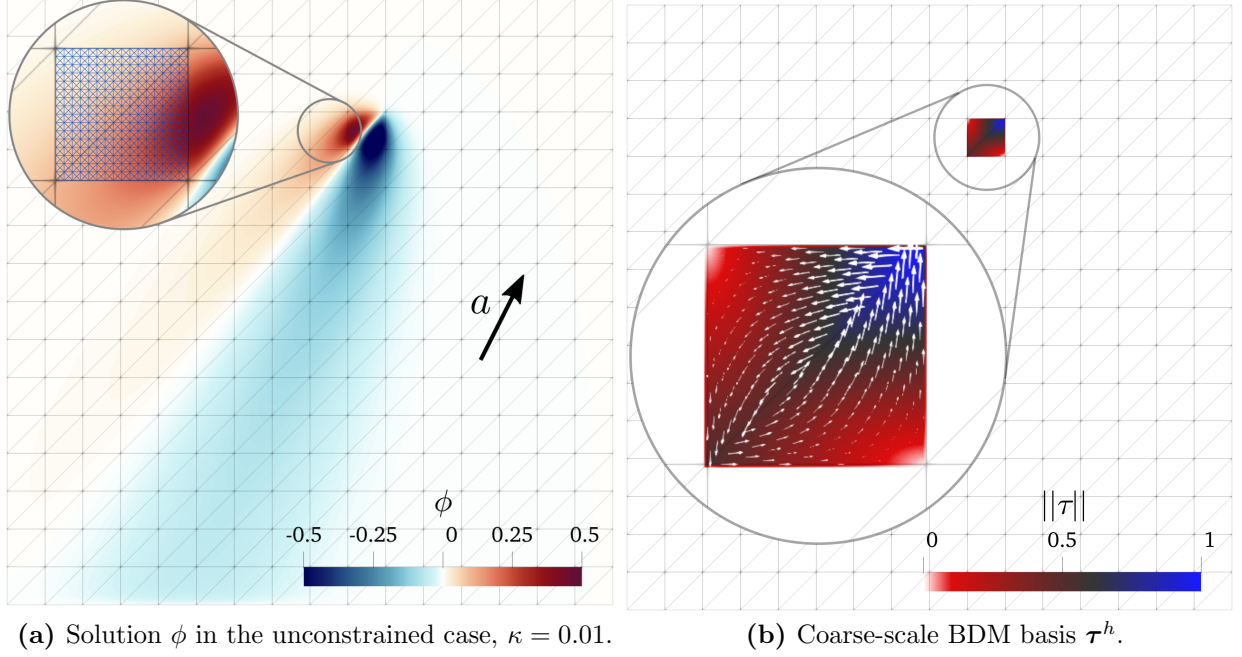 a
ϕ
-0.5 -0.25 0 0.25 0.5
(a) Solution ϕ in the unconstrained case, κ = 0.01.
||τ||
0 0.5 1
(b) Coarse-scale BDM basis τʰ.